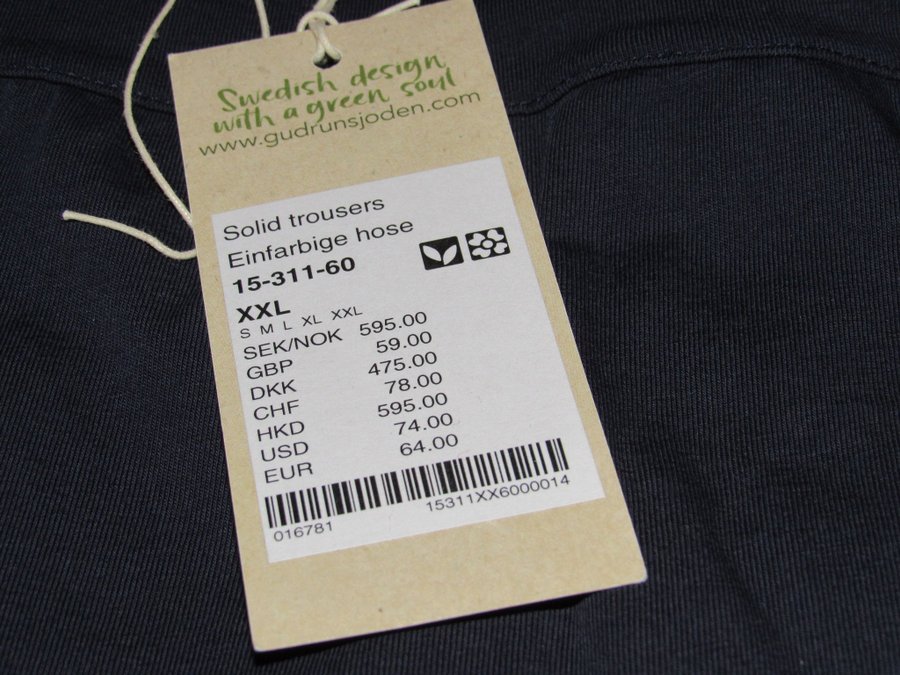 Swedish design
with a green soul
www.gudrunsjoden.com
Solid trousers
Einfarbige hose
15-311-60
XXL
S M L XL XXL
SEK/NOK 595.00
GBP 59.00
DKK 475.00
CHF 78.00
HKD 595.00
USD 74.00
EUR 64.00
016781 15311XX6000014